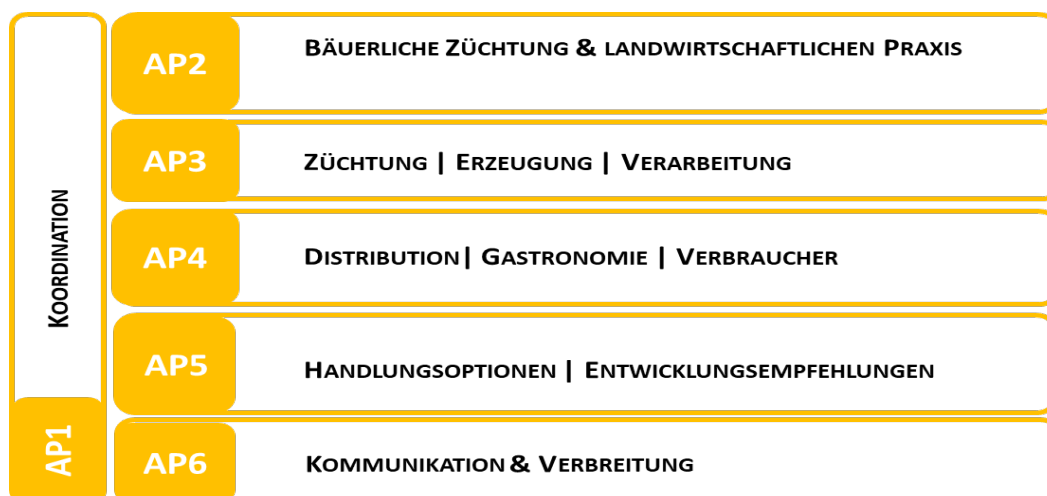 AP2 BÄUERLICHE ZÜCHTUNG & LANDWIRTSCHAFTLICHEN PRAXIS
AP3 ZÜCHTUNG | ERZEUGUNG | VERARBEITUNG
AP4 DISTRIBUTION| GASTRONOMIE | VERBRAUCHER
AP5 HANDLUNGSOPTIONEN | ENTWICKLUNGSEMPFEHLUNGEN
AP6 KOMMUNIKATION & VERBREITUNG
AP1 KOORDINATION